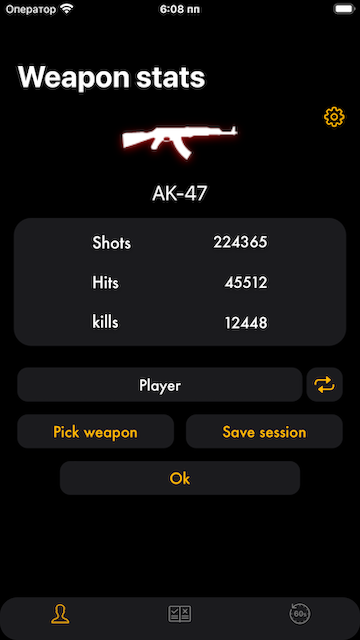 Оператор 6:08 пп
Weapon stats
AK-47
Shots 224365
Hits 45512
kills 12448
Player
Pick weapon Save session
Ok
60s